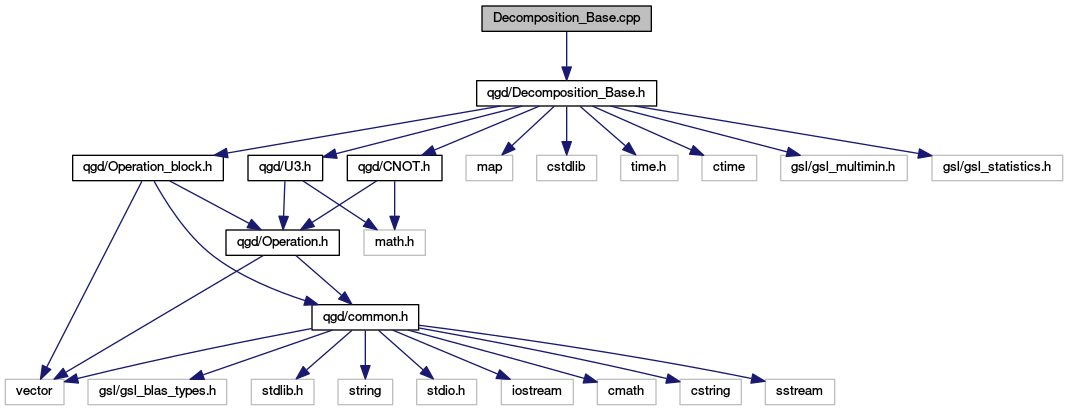 Decomposition_Base.cpp
qgd/Decomposition_Base.h
qgd/Operation_block.h
qgd/U3.h
qgd/CNOT.h
map
cstdlib
time.h
ctime
gsl/gsl_multimin.h
gsl/gsl_statistics.h
qgd/Operation.h
math.h
qgd/common.h
vector
gsl/gsl_blas_types.h
stdlib.h
string
stdio.h
iostream
cmath
cstring
sstream